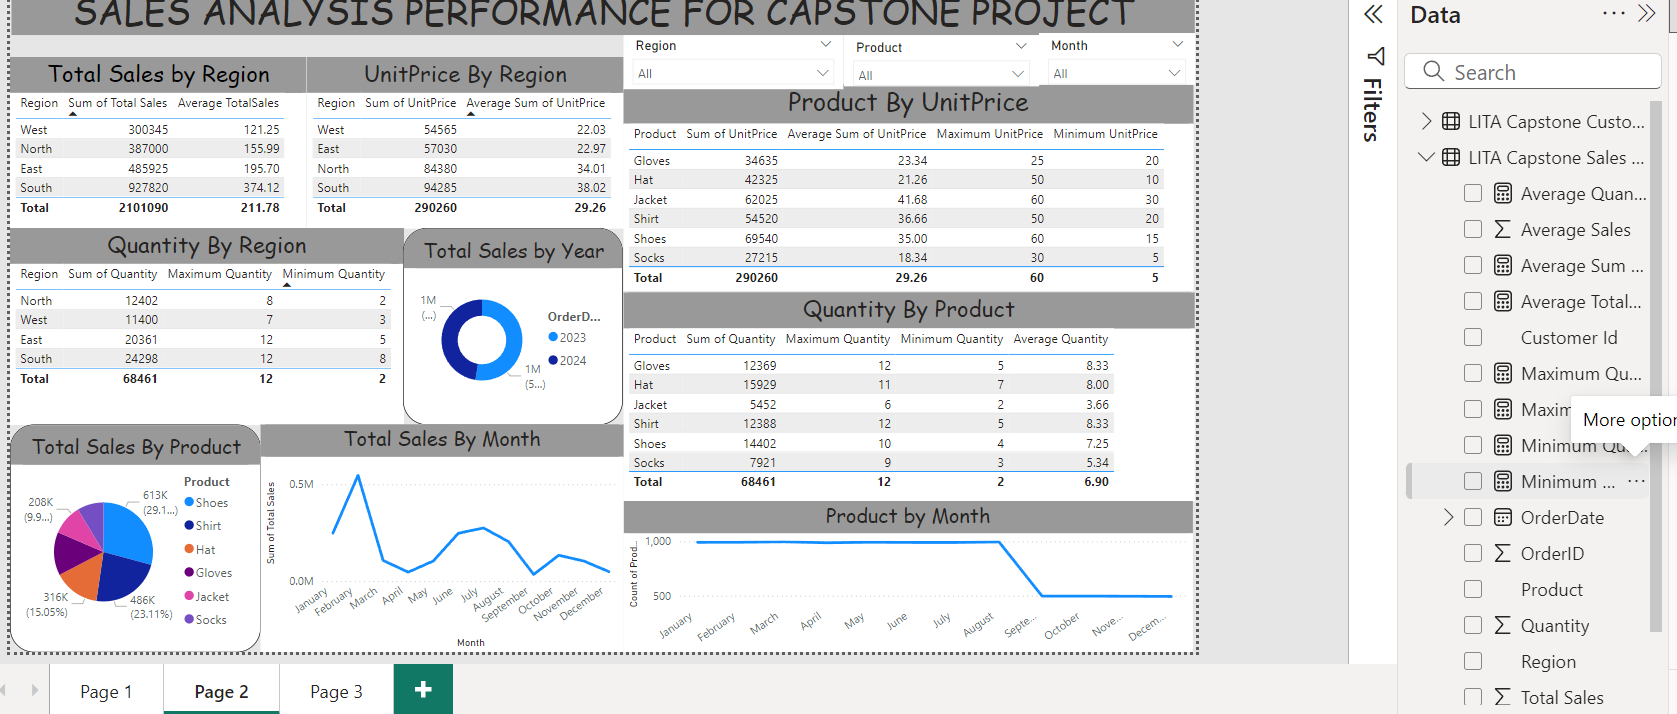 SALES ANALYSIS PERFORMANCE FOR CAPSTONE PROJECT
Region
All
Product
All
Month
All
Total Sales by Region
Region Sum of Total Sales Average TotalSales
West 300345 121.25
North 387000 155.99
East 485925 195.70
South 927820 374.12
Total 2101090 211.78
UnitPrice By Region
Region Sum of UnitPrice Average Sum of UnitPrice
West 54565 22.03
East 57030 22.97
North 84380 34.01
South 94285 38.02
Total 290260 29.26
Product By UnitPrice
Product Sum of UnitPrice Average Sum of UnitPrice Maximum UnitPrice Minimum UnitPrice
Gloves 34635 23.34 25 20
Hat 42325 21.26 50 10
Jacket 62025 41.68 60 30
Shirt 54520 36.66 50 20
Shoes 69540 35.00 60 15
Socks 27215 18.34 30 5
Total 290260 29.26 60 5
Quantity By Region
Region Sum of Quantity Maximum Quantity Minimum Quantity
North 12402 8 2
West 11400 7 3
East 20361 12 5
South 24298 12 8
Total 68461 12 2
Total Sales by Year
1M
(...)
1M
(5...)
OrderD...
2023
2024
Quantity By Product
Product Sum of Quantity Maximum Quantity Minimum Quantity Average Quantity
Gloves 12369 12 5 8.33
Hat 15929 11 7 8.00
Jacket 5452 6 2 3.66
Shirt 12388 12 5 8.33
Shoes 14402 10 4 7.25
Socks 7921 9 3 5.34
Total 68461 12 2 6.90
Total Sales By Product
208K
(9.9...)
613K
(29.1...)
316K
(15.05%)
486K
(23.11%)
Product
Shoes
Shirt
Hat
Gloves
Jacket
Socks
Total Sales By Month
Sum of Total Sales
0.5M
0.0M
January February March April May June July August September October November December
Month
Product by Month
Count of Prod...
1,000
500
January February March April May June July August Septe... October Nove... Decem...
Page 1
Page 2
Page 3
+
Filters
Data
...
Search
LITA Capstone Custo...
LITA Capstone Sales ...
Average Quan...
Average Sales
Average Sum ...
Average Total...
Customer Id
Maximum Qu...
Maxim
More option
Minimum Qu...
Minimum ...
...
OrderDate
OrderID
Product
Quantity
Region
Total Sales